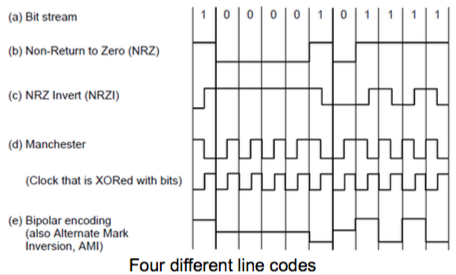 (a) Bit stream 1 0 0 0 0 1 0 1 1 1 1
(b) Non-Return to Zero (NRZ)
(c) NRZ Invert (NRZI)
(d) Manchester
(Clock that is XORed with bits)
(e) Bipolar encoding
(also Alternate Mark
Inversion, AMI)
Four different line codes